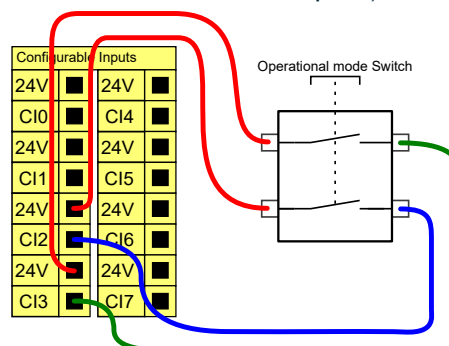 Configurable Inputs
24V 24V
CI0 CI4
24V 24V
CI1 CI5
24V 24V
CI2 CI6
24V 24V
CI3 CI7
Operational mode Switch